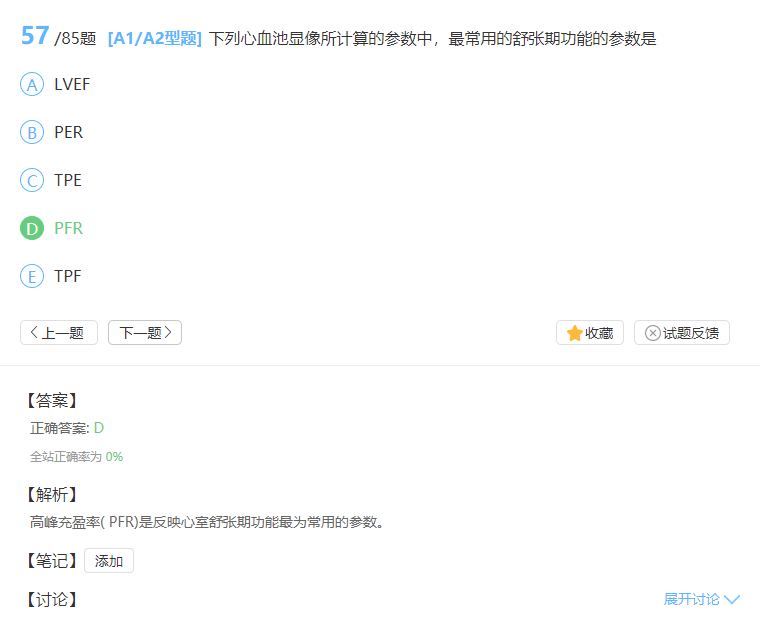 57 /85题 [A1/A2型题] 下列心血池显像所计算的参数中，最常用的舒张期功能的参数是
A LVEF
B PER
C TPE
D PFR
E TPF
上一题 下一题 收藏 试题反馈
【答案】
正确答案: D
全站正确率为 0%
【解析】
高峰充盈率( PFR)是反映心室舒张期功能最为常用的参数。
【笔记】 添加
【讨论】 展开讨论